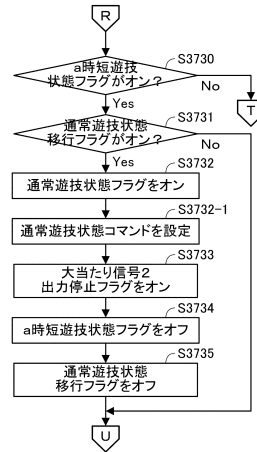 R
S3730
a時短遊技
状態フラグがオン？
No
T
Yes
S3731
通常遊技状態
移行フラグがオン？
No
Yes
S3732
通常遊技状態フラグをオン
S3732-1
通常遊技状態コマンドを設定
S3733
大当たり信号2
出力停止フラグをオン
S3734
a時短遊技状態フラグをオフ
S3735
通常遊技状態
移行フラグをオフ
U